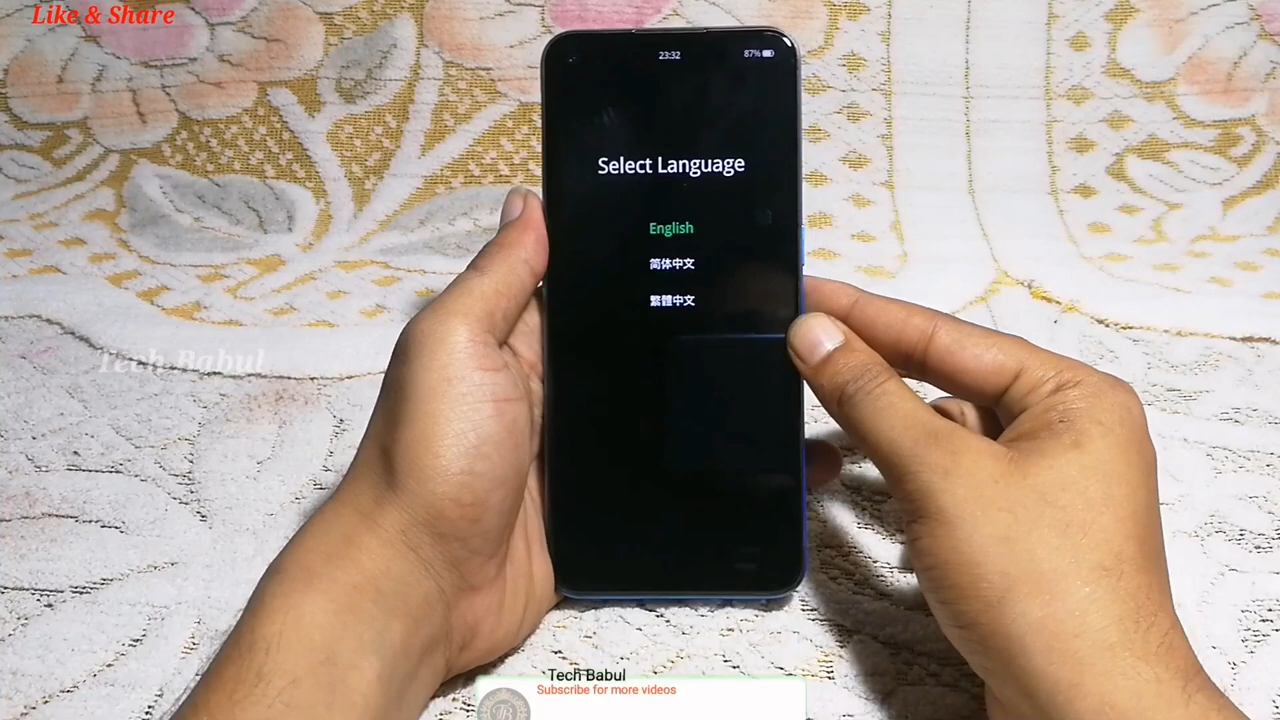 Like & Share
23:32
87%
Select Language
English
简体中文
繁體中文
Tech Babul
Tech Babul
Subscribe for more videos
TB